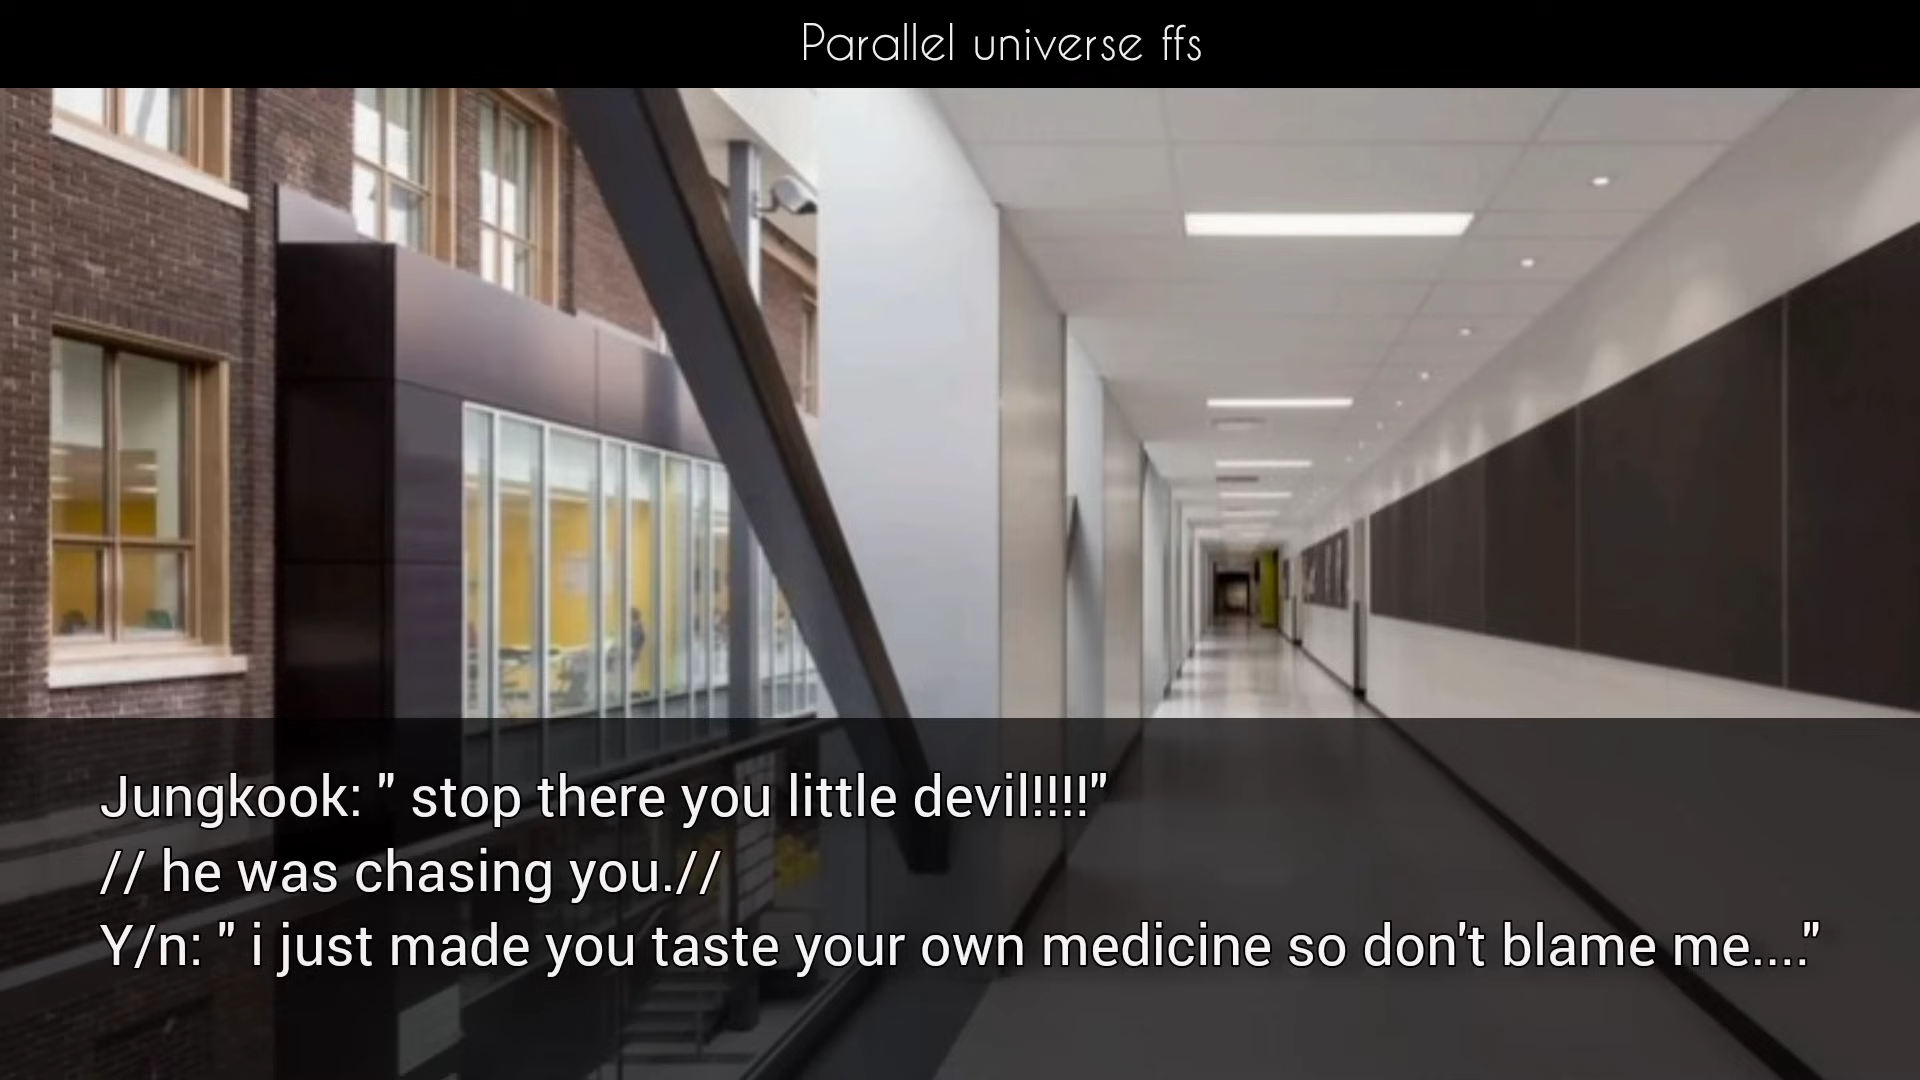 Parallel universe ffs
Jungkook: " stop there you little devil!!!!"
// he was chasing you.//
Y/n: " i just made you taste your own medicine so don't blame me...."